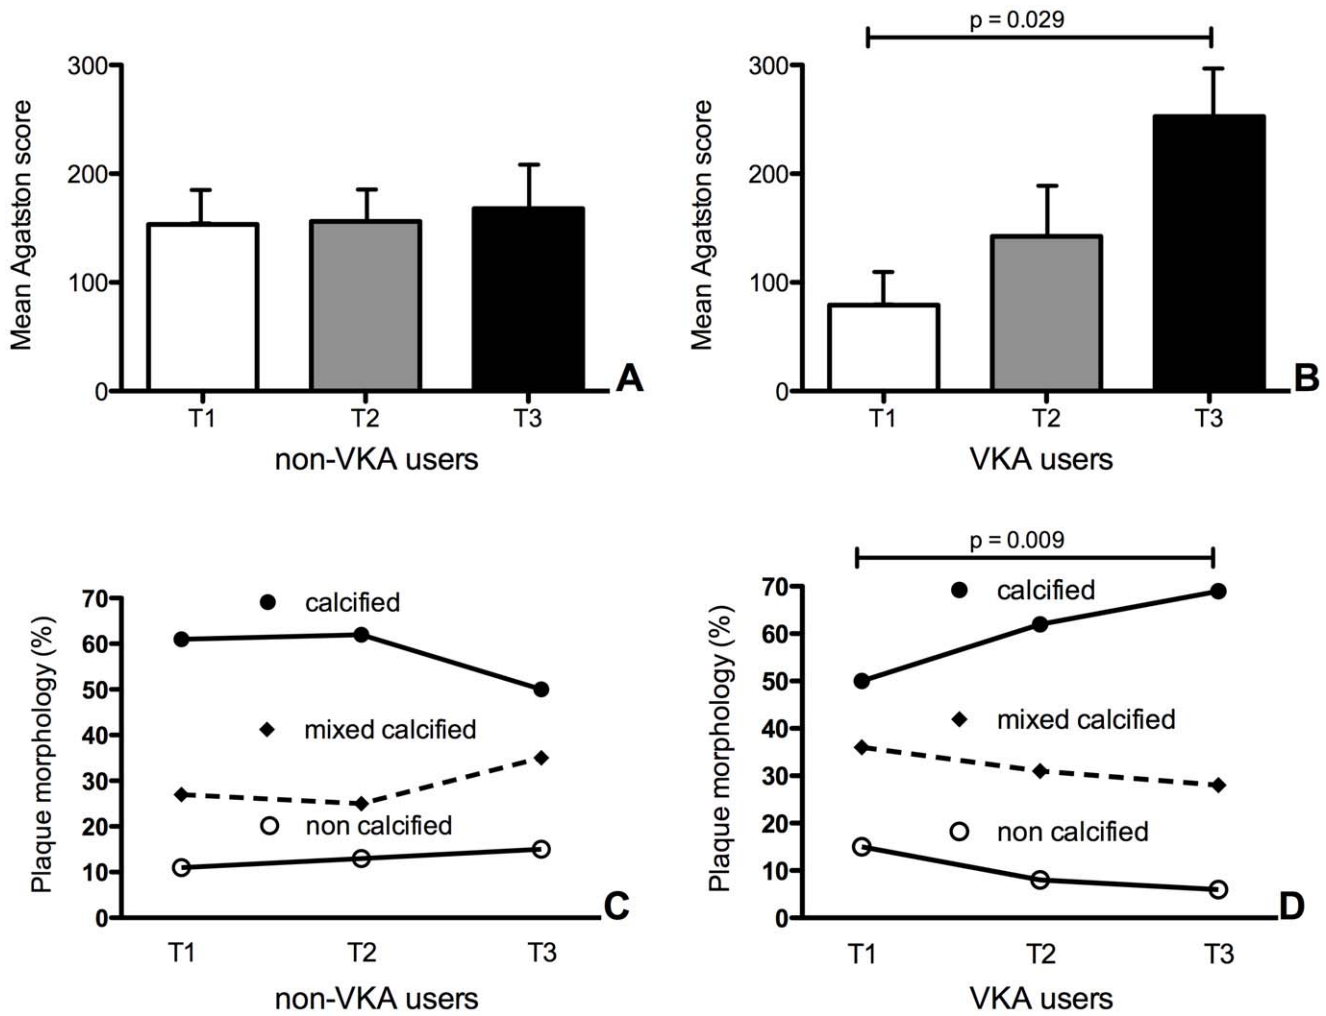 300
200
100
0
Mean Agatston score
T1 T2 T3
non-VKA users
A
p = 0.029
300
200
100
0
Mean Agatston score
T1 T2 T3
VKA users
B
70
60
50
40
30
20
10
0
Plaque morphology (%)
calcified
mixed calcified
non calcified
T1 T2 T3
non-VKA users
C
p = 0.009
70
60
50
40
30
20
10
0
Plaque morphology (%)
calcified
mixed calcified
non calcified
T1 T2 T3
VKA users
D